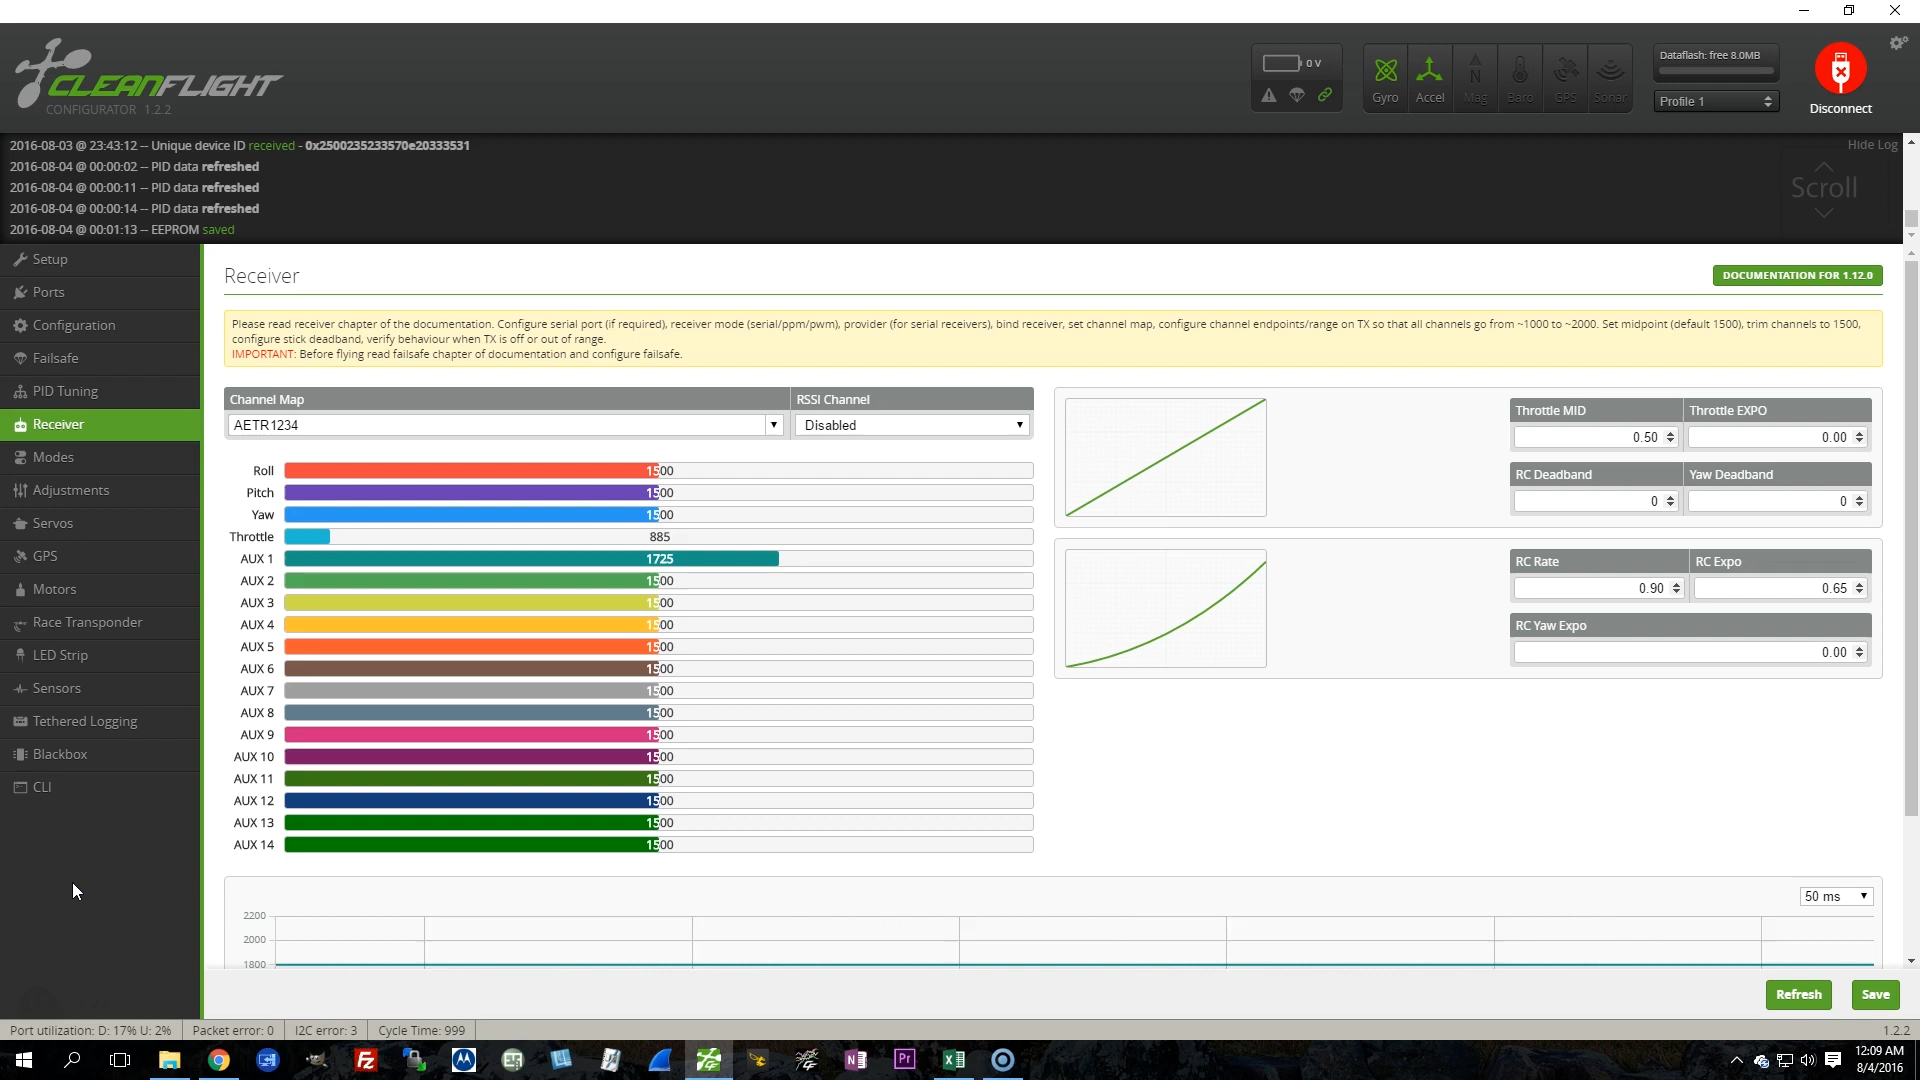 CLEANFLIGHT
CONFIGURATOR 1.2.2
0 V
Gyro
Accel
Mag
Baro
GPS
Sonar
Dataflash: free 8.0MB
Profile 1
Disconnect
2016-08-03 @ 23:43:12 -- Unique device ID received - 0x2500235233570e20333531
2016-08-04 @ 00:00:02 -- PID data refreshed
2016-08-04 @ 00:00:11 -- PID data refreshed
2016-08-04 @ 00:00:14 -- PID data refreshed
2016-08-04 @ 00:01:13 -- EEPROM saved
Hide Log
Scroll
Setup
Ports
Configuration
Failsafe
PID Tuning
Receiver
Modes
Adjustments
Servos
GPS
Motors
Race Transponder
LED Strip
Sensors
Tethered Logging
Blackbox
CLI
Receiver
DOCUMENTATION FOR 1.12.0
Please read receiver chapter of the documentation. Configure serial port (if required), receiver mode (serial/ppm/pwm), provider (for serial receivers), bind receiver, set channel map, configure channel endpoints/range on TX so that all channels go from ~1000 to ~2000. Set midpoint (default 1500), trim channels to 1500,
configure stick deadband, verify behaviour when TX is off or out of range.
IMPORTANT: Before flying read failsafe chapter of documentation and configure failsafe.
Channel Map
RSSI Channel
AETR1234
Disabled
Roll 1500
Pitch 1500
Yaw 1500
Throttle 885
AUX 1 1725
AUX 2 1500
AUX 3 1500
AUX 4 1500
AUX 5 1500
AUX 6 1500
AUX 7 1500
AUX 8 1500
AUX 9 1500
AUX 10 1500
AUX 11 1500
AUX 12 1500
AUX 13 1500
AUX 14 1500
Throttle MID
Throttle EXPO
0.50
0.00
RC Deadband
Yaw Deadband
0
0
RC Rate
RC Expo
0.90
0.65
RC Yaw Expo
0.00
50 ms
2200
2000
1800
Refresh
Save
Port utilization: D: 17% U: 2%
Packet error: 0
I2C error: 3
Cycle Time: 999
1.2.2
12:09 AM
8/4/2016